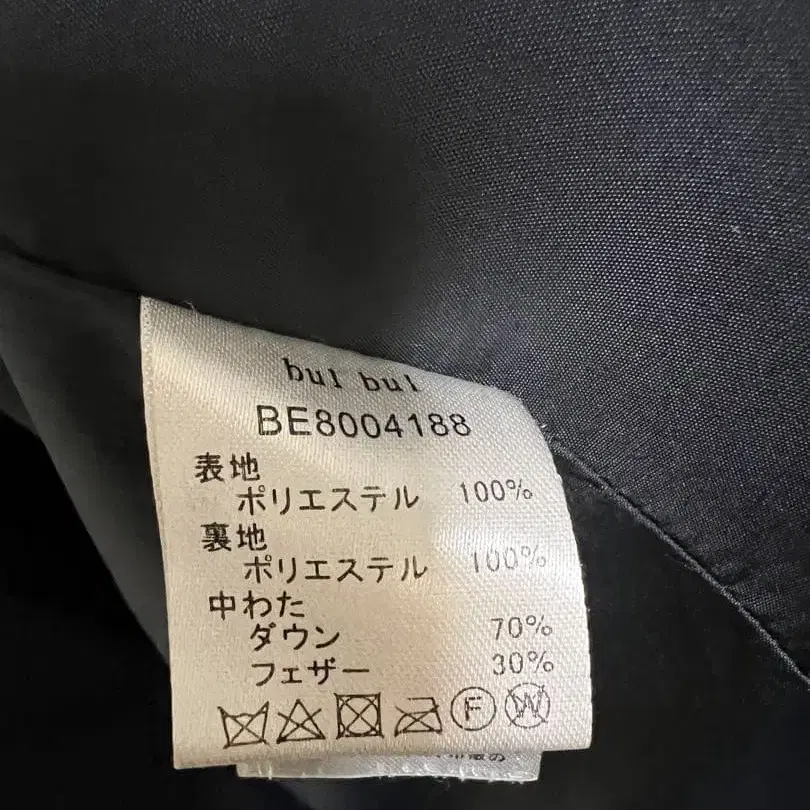 bul bul
BE8004188
表地
ポリエステル 100%
裏地
ポリエステル 100%
中わた
ダウン 70%
フェザー 30%
F W